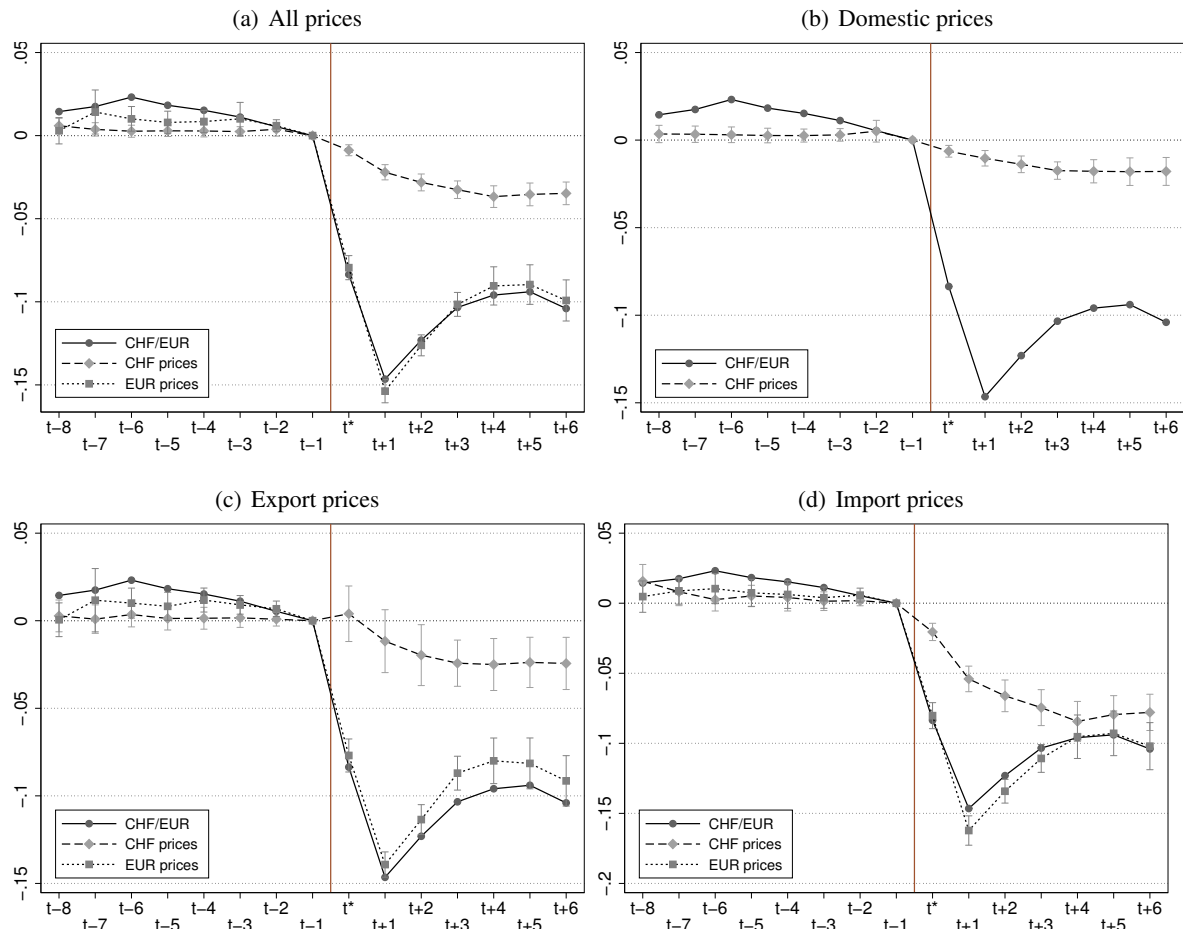 (a) All prices
.05
0
-.05
-.1
-.15
CHF/EUR
CHF prices
EUR prices
t-8 t-7 t-6 t-5 t-4 t-3 t-2 t-1 t* t+1 t+2 t+3 t+4 t+5 t+6
(b) Domestic prices
.05
0
-.05
-.1
-.15
CHF/EUR
CHF prices
t-8 t-7 t-6 t-5 t-4 t-3 t-2 t-1 t* t+1 t+2 t+3 t+4 t+5 t+6
(c) Export prices
.05
0
-.05
-.1
-.15
CHF/EUR
CHF prices
EUR prices
t-8 t-7 t-6 t-5 t-4 t-3 t-2 t-1 t* t+1 t+2 t+3 t+4 t+5 t+6
(d) Import prices
.05
0
-.05
-.1
-.15
-.2
CHF/EUR
CHF prices
EUR prices
t-8 t-7 t-6 t-5 t-4 t-3 t-2 t-1 t* t+1 t+2 t+3 t+4 t+5 t+6